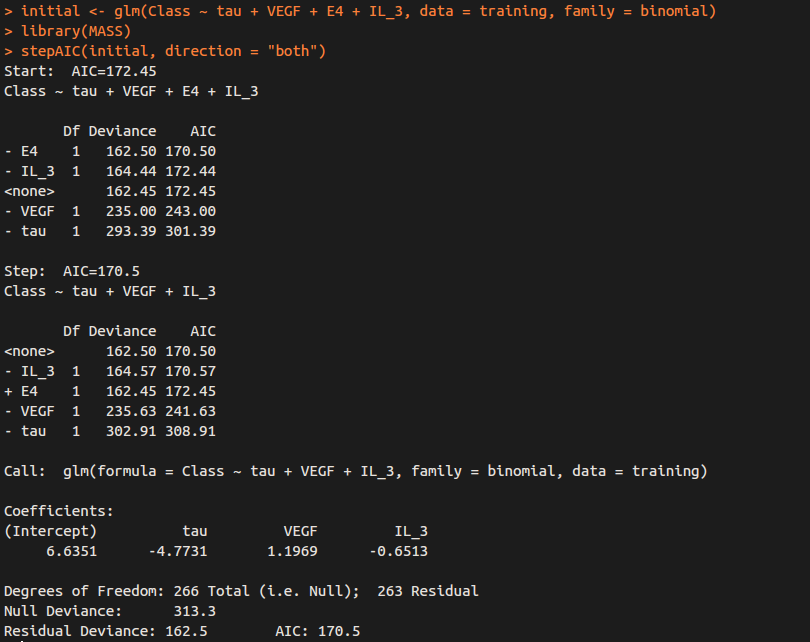 > initial <- glm(Class ~ tau + VEGF + E4 + IL_3, data = training, family = binomial)
> library(MASS)
> stepAIC(initial, direction = "both")
Start:  AIC=172.45
Class ~ tau + VEGF + E4 + IL_3

       Df Deviance    AIC
- E4    1   162.50 170.50
- IL_3  1   164.44 172.44
<none>      162.45 172.45
- VEGF  1   235.00 243.00
- tau   1   293.39 301.39

Step:  AIC=170.5
Class ~ tau + VEGF + IL_3

       Df Deviance    AIC
<none>      162.50 170.50
- IL_3  1   164.57 170.57
+ E4    1   162.45 172.45
- VEGF  1   235.63 241.63
- tau   1   302.91 308.91

Call:  glm(formula = Class ~ tau + VEGF + IL_3, family = binomial, data = training)

Coefficients:
(Intercept)          tau         VEGF         IL_3
     6.6351      -4.7731       1.1969      -0.6513

Degrees of Freedom: 266 Total (i.e. Null);  263 Residual
Null Deviance:      313.3
Residual Deviance: 162.5        AIC: 170.5